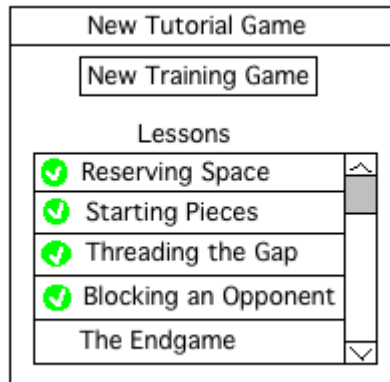 New Tutorial Game
New Training Game
Lessons
Reserving Space
Starting Pieces
Threading the Gap
Blocking an Opponent
The Endgame